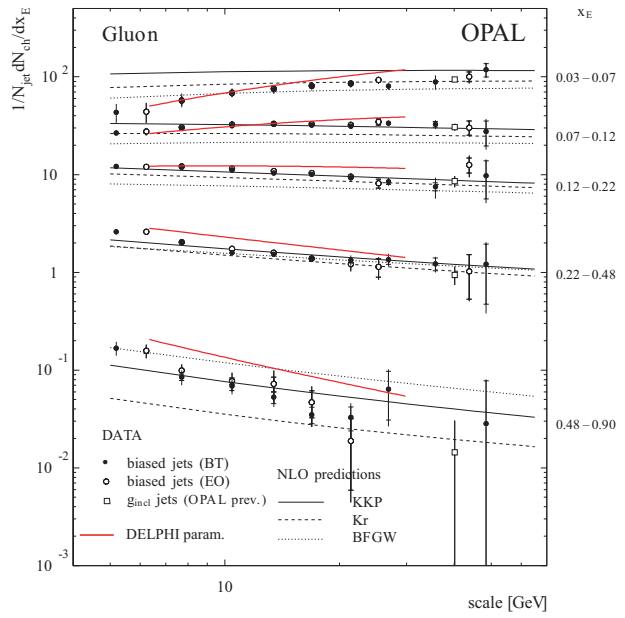 x_E
Gluon
OPAL
1/N_jet dN_ch/dx_E
10^2
0.03−0.07
0.07−0.12
10
0.12−0.22
1
0.22−0.48
10^-1
0.48−0.90
DATA
biased jets (BT)
biased jets (EO)
g_incl jets (OPAL prev.)
DELPHI param.
NLO predictions
KKP
Kr
BFGW
10^-2
10^-3
10
scale [GeV]